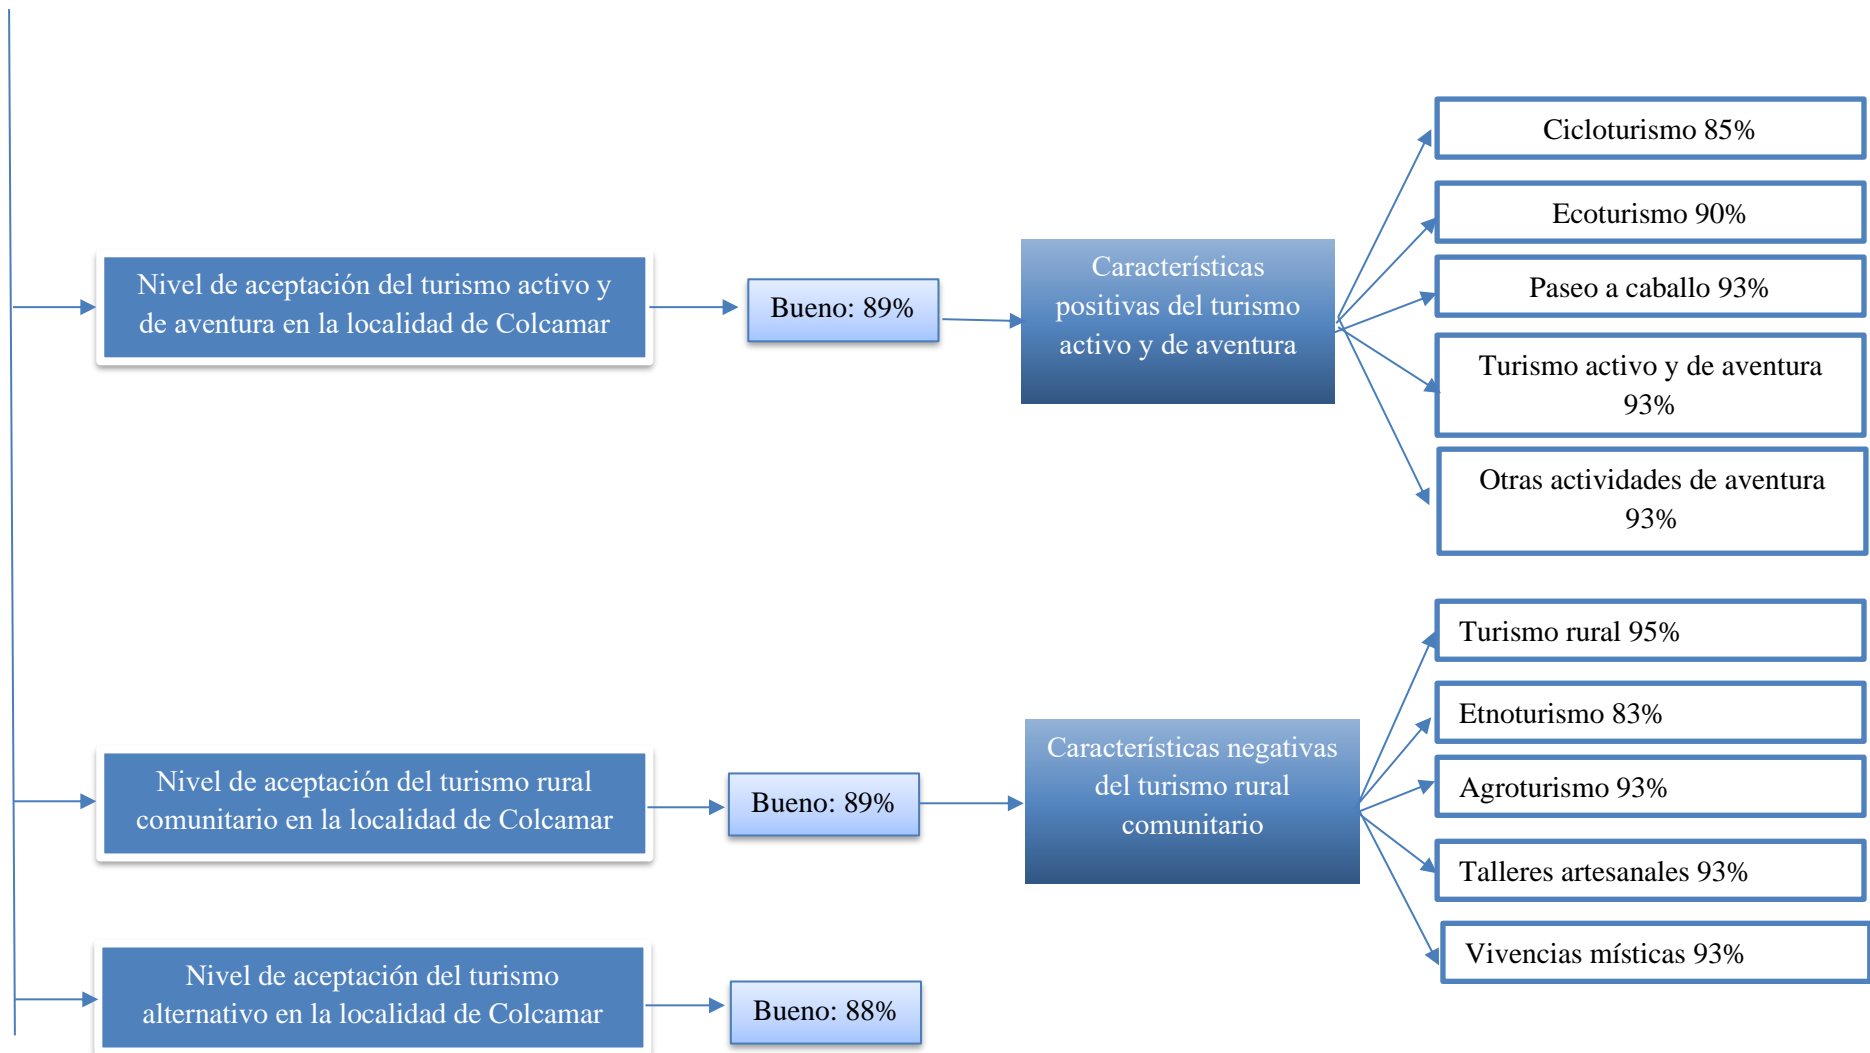 Nivel de aceptación del turismo activo y
de aventura en la localidad de Colcamar
Bueno: 89%
Características
positivas del turismo
activo y de aventura
Cicloturismo 85%
Ecoturismo 90%
Paseo a caballo 93%
Turismo activo y de aventura
93%
Otras actividades de aventura
93%
Nivel de aceptación del turismo rural
comunitario en la localidad de Colcamar
Bueno: 89%
Características negativas
del turismo rural
comunitario
Turismo rural 95%
Etnoturismo 83%
Agroturismo 93%
Talleres artesanales 93%
Vivencias místicas 93%
Nivel de aceptación del turismo
alternativo en la localidad de Colcamar
Bueno: 88%